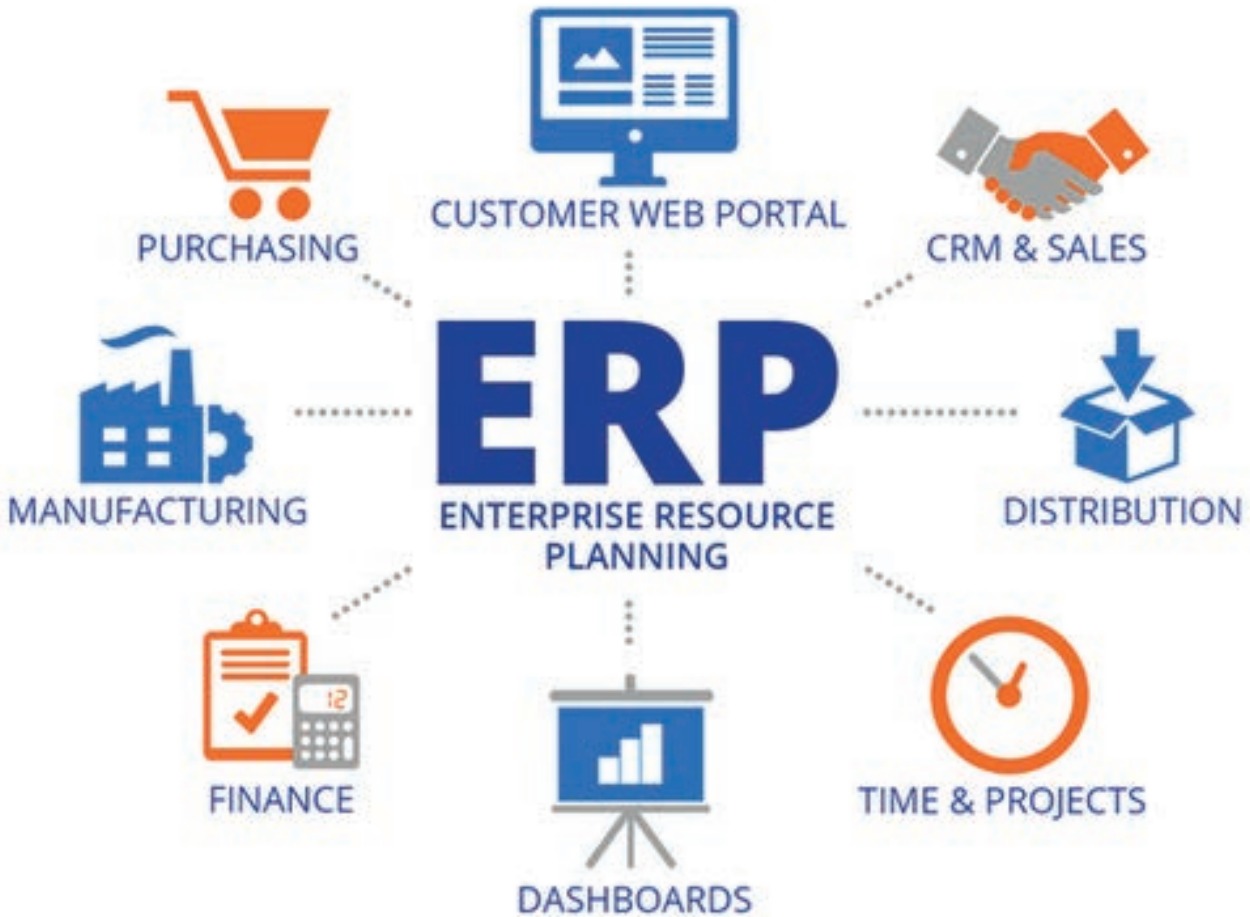 CUSTOMER WEB PORTAL
PURCHASING
CRM & SALES
ERP
ENTERPRISE RESOURCE
PLANNING
MANUFACTURING
DISTRIBUTION
12
FINANCE
TIME & PROJECTS
DASHBOARDS